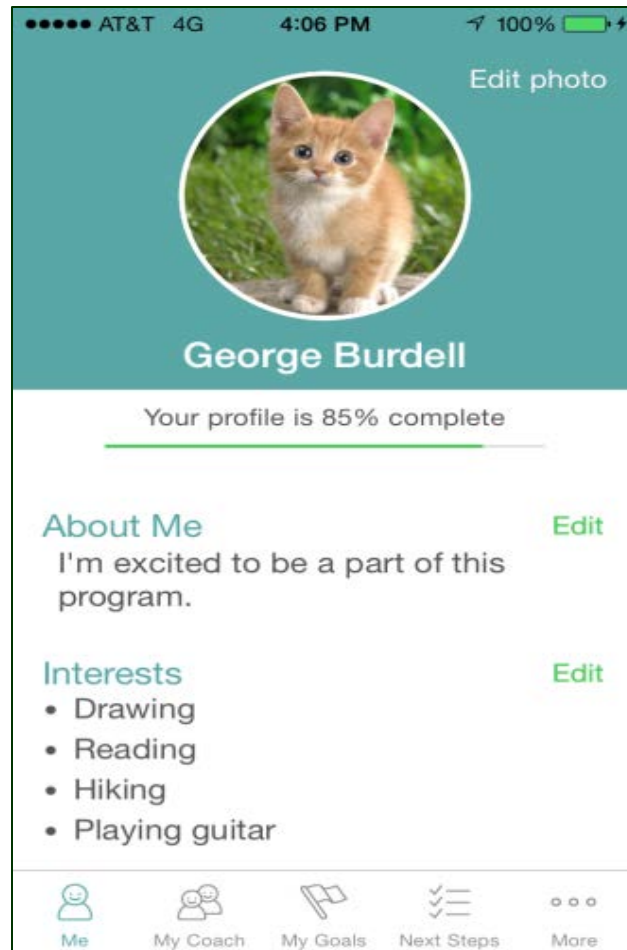 AT&T 4G 4:06 PM 100%
Edit photo
George Burdell
Your profile is 85% complete
About Me Edit
I'm excited to be a part of this
program.
Interests Edit
• Drawing
• Reading
• Hiking
• Playing guitar
Me My Coach My Goals Next Steps More